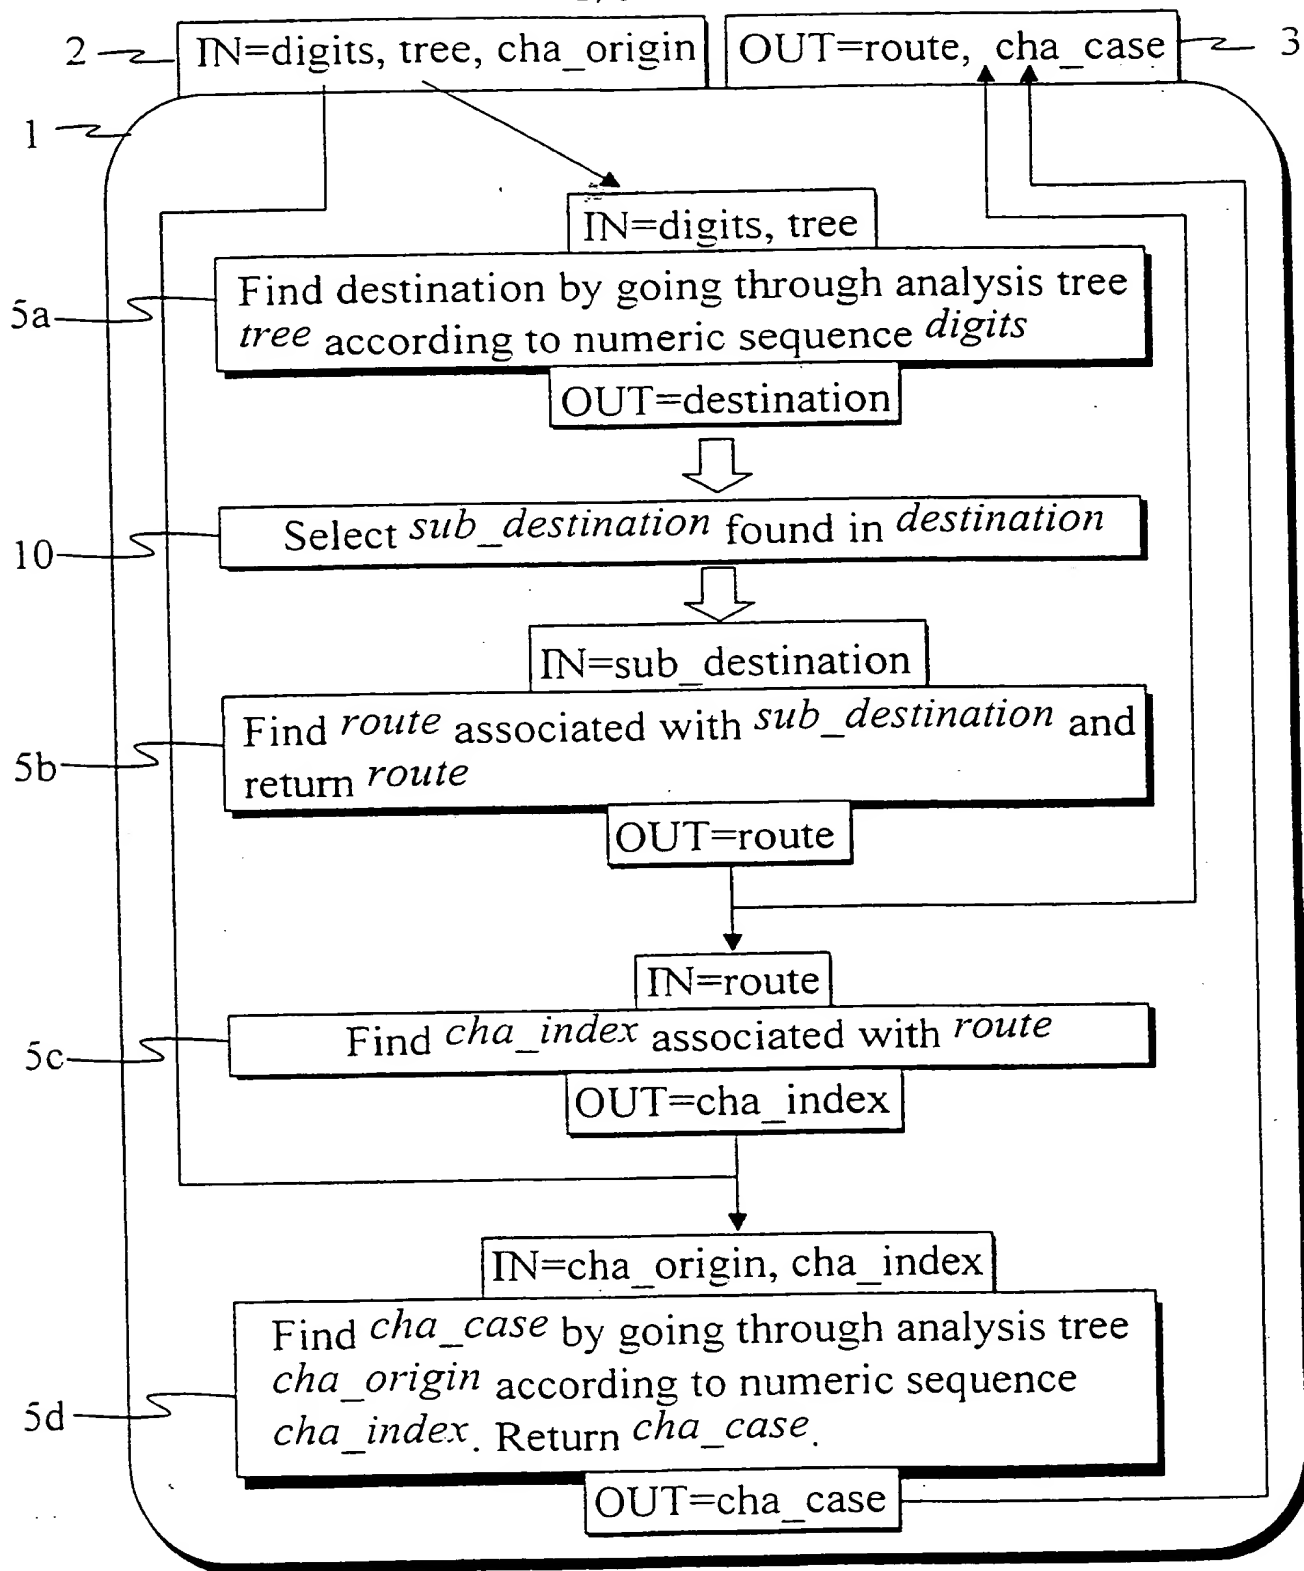 2 IN=digits, tree, cha_origin OUT=route, cha_case 3
1
IN=digits, tree
5a Find destination by going through analysis tree
tree according to numeric sequence digits
OUT=destination
10 Select sub_destination found in destination
IN=sub_destination
5b Find route associated with sub_destination and
return route
OUT=route
IN=route
5c Find cha_index associated with route
OUT=cha_index
IN=cha_origin, cha_index
Find cha_case by going through analysis tree
5d cha_origin according to numeric sequence
cha_index. Return cha_case.
OUT=cha_case